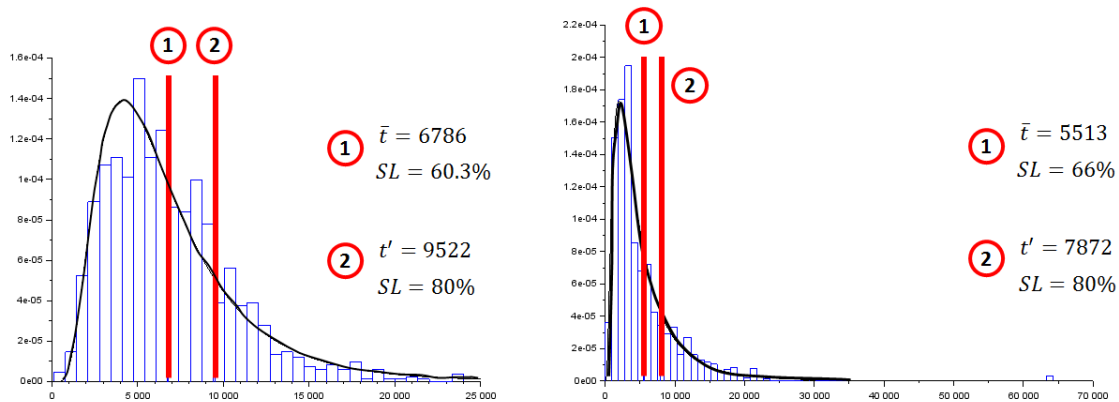 1 2
1.6e-04
1.4e-04
1.2e-04
1e-04
8e-05
6e-05
4e-05
2e-05
0e00
0 5 000 10 000 15 000 20 000 25 000
1 t̄ = 6786
SL = 60.3%
2 t′ = 9522
SL = 80%
1
2
2.2e-04
2e-04
1.8e-04
1.6e-04
1.4e-04
1.2e-04
1e-04
8e-05
6e-05
4e-05
2e-05
0e00
0 10 000 20 000 30 000 40 000 50 000 60 000 70 000
1 t̄ = 5513
SL = 66%
2 t′ = 7872
SL = 80%